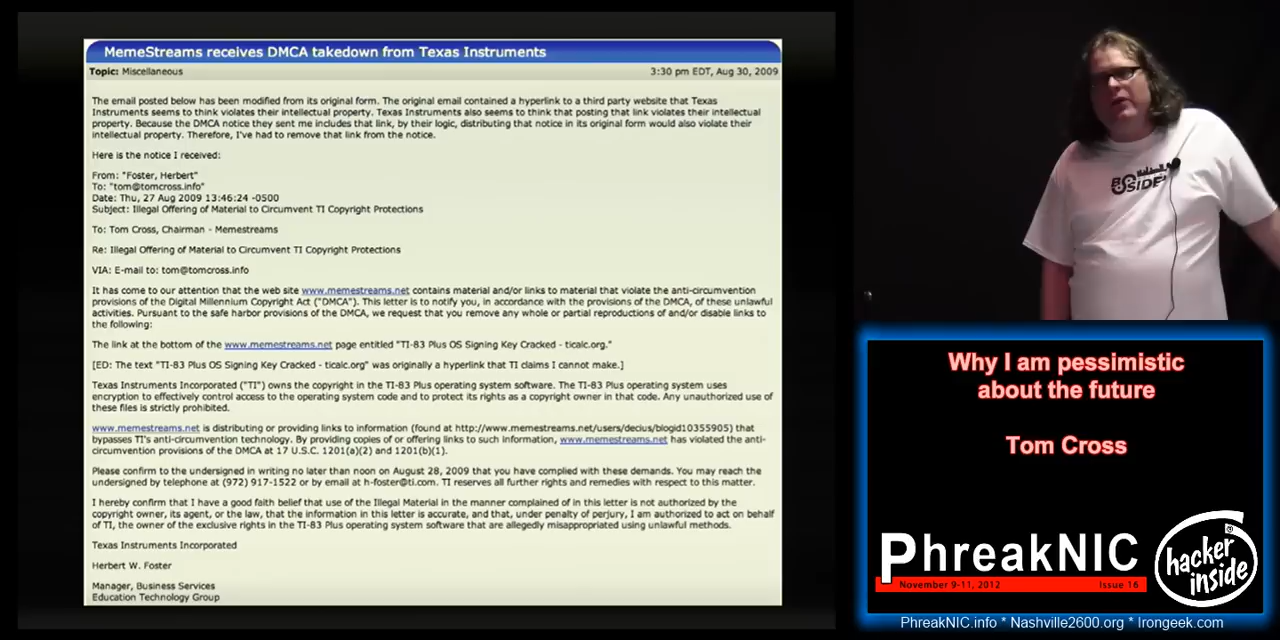 MemeStreams receives DMCA takedown from Texas Instruments
Topic: Miscellaneous
3:30 pm EDT, Aug 30, 2009
The email posted below has been modified from its original form. The original email contained a hyperlink to a third party website that Texas
Instruments seems to think violates their intellectual property. Texas Instruments also seems to think that posting that link violates their intellectual
property. Because the DMCA notice they sent me includes that link, by their logic, distributing that notice in its original form would also violate their
intellectual property. Therefore, I've had to remove that link from the notice.
Here is the notice I received:
From: "Foster, Herbert"
To: "tom@tomcross.info"
Date: Thu, 27 Aug 2009 13:46:24 -0500
Subject: Illegal Offering of Material to Circumvent TI Copyright Protections
To: Tom Cross, Chairman - Memestreams
Re: Illegal Offering of Material to Circumvent TI Copyright Protections
VIA: E-mail to: tom@tomcross.info
It has come to our attention that the web site www.memestreams.net contains material and/or links to material that violate the anti-circumvention
provisions of the Digital Millennium Copyright Act ("DMCA"). This letter is to notify you, in accordance with the provisions of the DMCA, of these unlawful
activities. Pursuant to the safe harbor provisions of the DMCA, we request that you remove any whole or partial reproductions of and/or disable links to
the following:
The link at the bottom of the www.memestreams.net page entitled "TI-83 Plus OS Signing Key Cracked - ticalc.org."
[ED: The text "TI-83 Plus OS Signing Key Cracked - ticalc.org" was originally a hyperlink that TI claims I cannot make.]
Texas Instruments Incorporated ("TI") owns the copyright in the TI-83 Plus operating system software. The TI-83 Plus operating system uses
encryption to effectively control access to the operating system code and to protect its rights as a copyright owner in that code. Any unauthorized use of
these files is strictly prohibited.
www.memestreams.net is distributing or providing links to information (found at http://www.memestreams.net/users/decius/blogid10355905) that
bypasses TI's anti-circumvention technology. By providing copies of or offering links to such information, www.memestreams.net has violated the anti-
circumvention provisions of the DMCA at 17 U.S.C. 1201(a)(2) and 1201(b)(1).
Please confirm to the undersigned in writing no later than noon on August 28, 2009 that you have complied with these demands. You may reach the
undersigned by telephone at (972) 917-1522 or by email at h-foster@ti.com. TI reserves all further rights and remedies with respect to this matter.
I hereby confirm that I have a good faith belief that use of the Illegal Material in the manner complained of in this letter is not authorized by the
copyright owner, its agent, or the law, that the information in this letter is accurate, and that, under penalty of perjury, I am authorized to act on behalf
of TI, the owner of the exclusive rights in the TI-83 Plus operating system software that are allegedly misappropriated using unlawful methods.
Texas Instruments Incorporated
Herbert W. Foster
Manager, Business Services
Education Technology Group
SIDES
Why I am pessimistic
about the future
Tom Cross
PhreakNIC
November 9-11, 2012
Issue 16
hacker
inside
PhreakNIC.info * Nashville2600.org * Irongeek.com